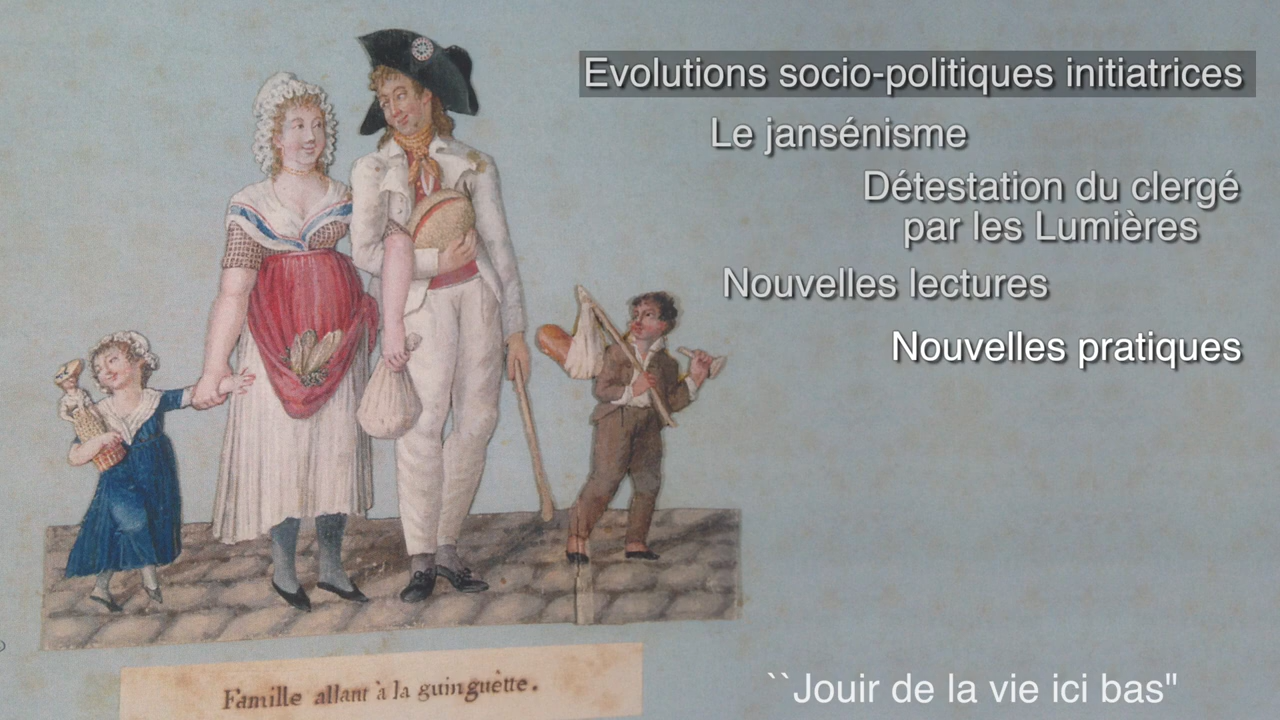 Evolutions socio-politiques initiatrices
Le jansénisme
Détestation du clergé
par les Lumières
Nouvelles lectures
Nouvelles pratiques
Famille allant à la guinguètte.
``Jouir de la vie ici bas"